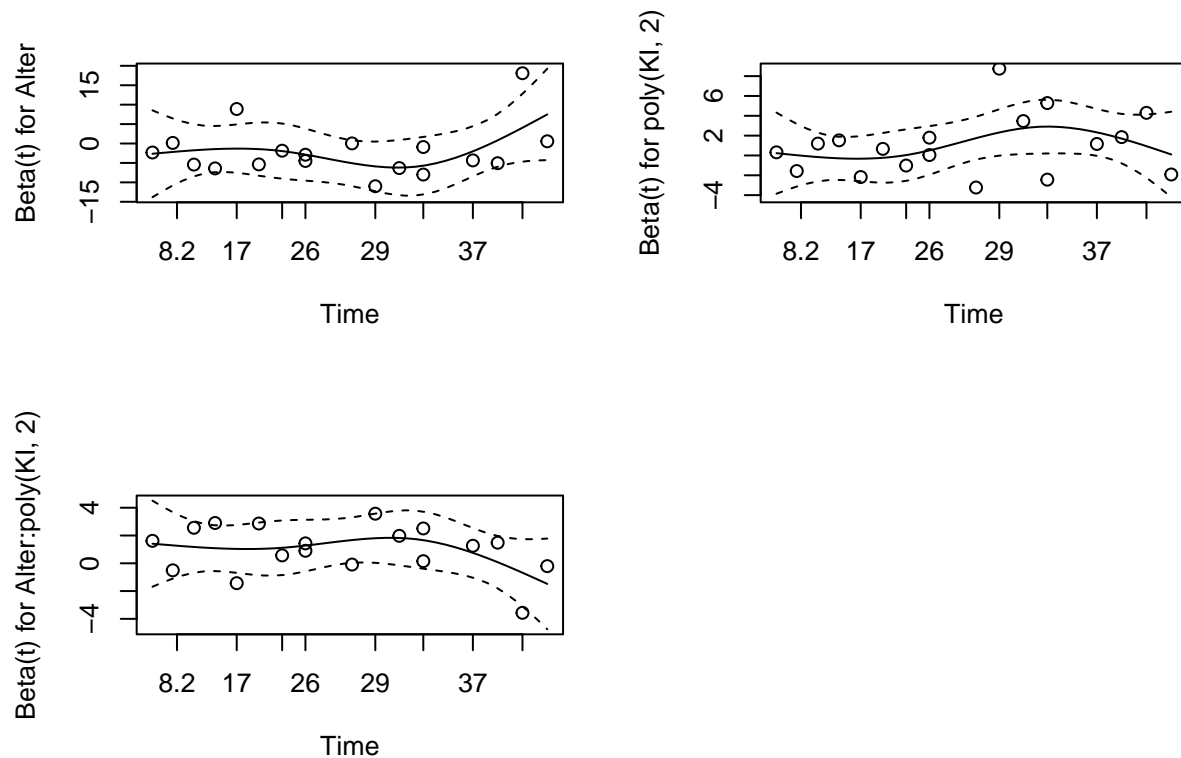 Beta(t) for Alter
15
0
−15
8.2 17 26 29 37
Time
Beta(t) for poly(KI, 2)
6
2
−4
8.2 17 26 29 37
Time
Beta(t) for Alter:poly(KI, 2)
4
0
−4
8.2 17 26 29 37
Time